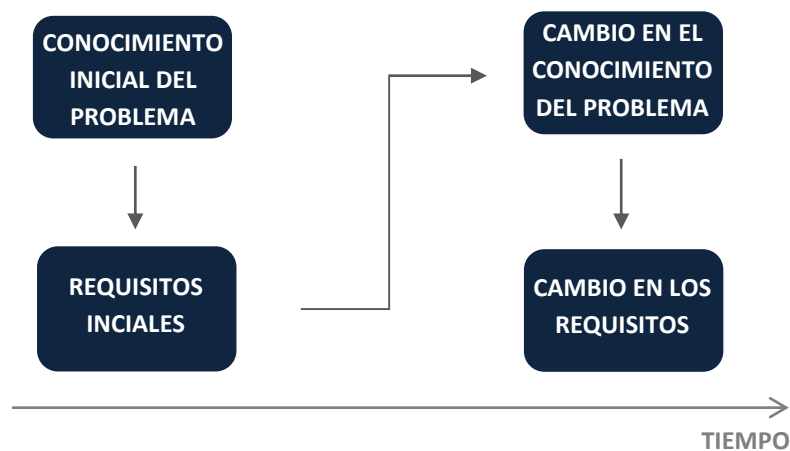 CONOCIMIENTO
INICIAL DEL
PROBLEMA
REQUISITOS
INCIALES
CAMBIO EN EL
CONOCIMIENTO
DEL PROBLEMA
CAMBIO EN LOS
REQUISITOS
TIEMPO